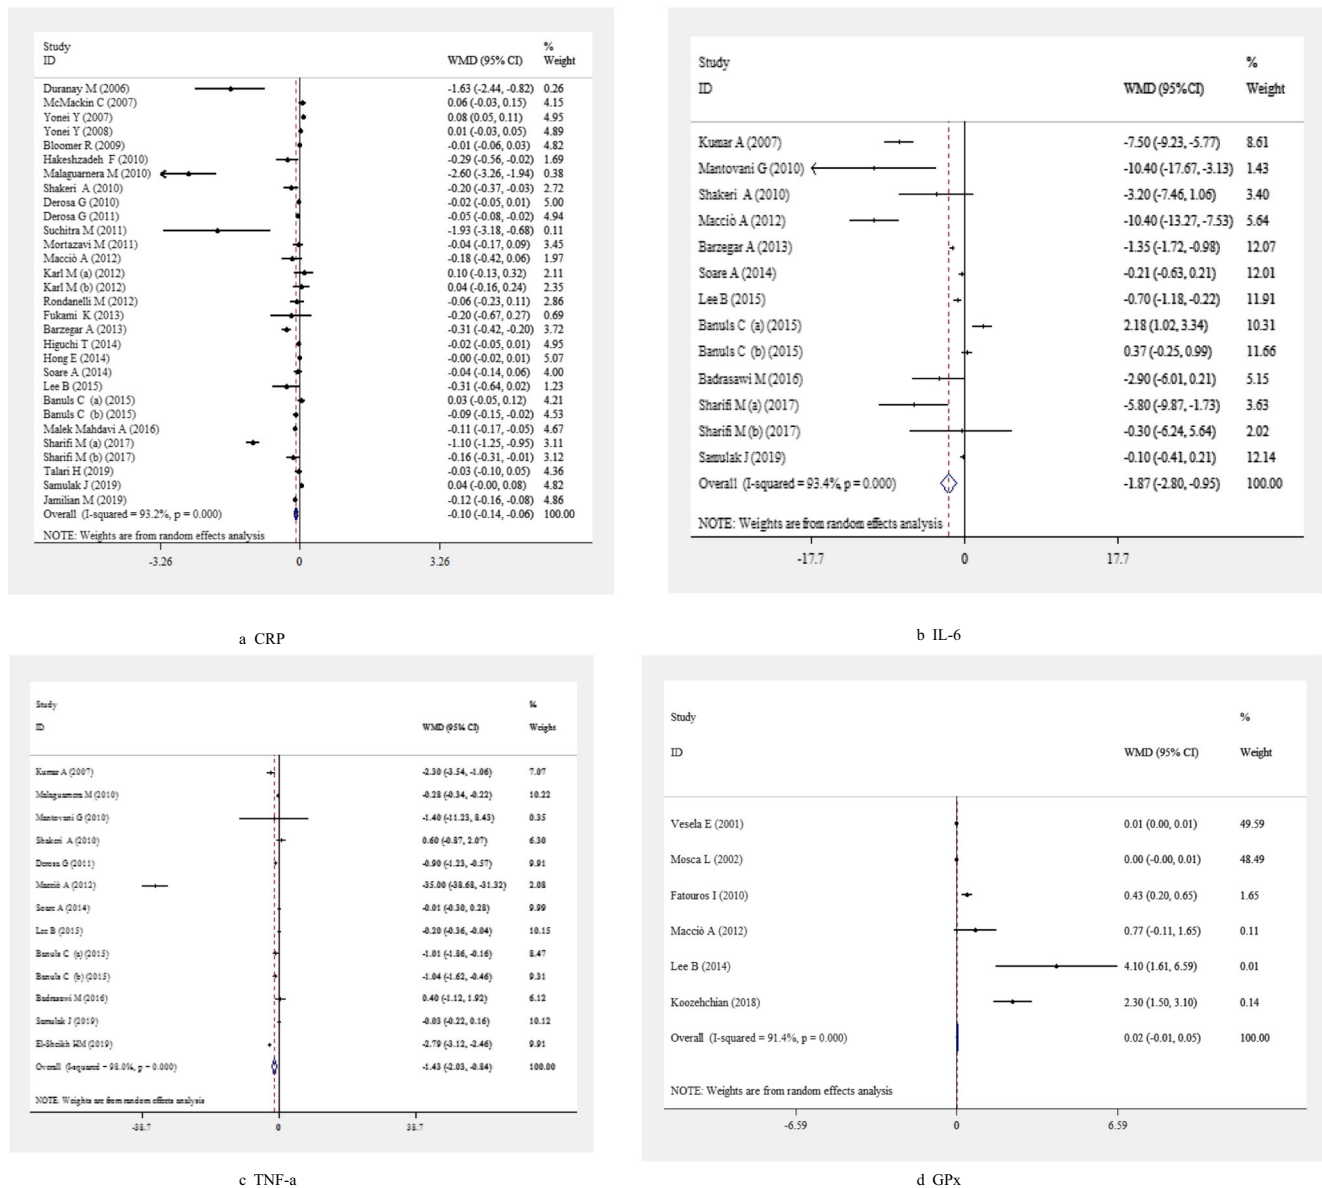 Study %
ID WMD (95% CI) Weight
Duranay M (2006) -1.63 (-2.44, -0.82) 0.26
McMackin C (2007) 0.06 (-0.03, 0.15) 4.15
Yonei Y (2007) 0.08 (0.05, 0.11) 4.95
Yonei Y (2008) 0.01 (-0.03, 0.05) 4.89
Bloomer R (2009) -0.01 (-0.06, 0.03) 4.82
Hakeshzadeh F (2010) -0.29 (-0.56, -0.02) 1.69
Malaguarnera M (2010) -2.60 (-3.26, -1.94) 0.38
Shakeri A (2010) -0.20 (-0.37, -0.03) 2.72
Derosa G (2010) -0.02 (-0.05, 0.01) 5.00
Derosa G (2011) -0.05 (-0.08, -0.02) 4.94
Suchitra M (2011) -1.93 (-3.18, -0.68) 0.11
Mortazavi M (2011) -0.04 (-0.17, 0.09) 3.45
Macciò A (2012) -0.18 (-0.42, 0.06) 1.97
Karl M (a) (2012) 0.10 (-0.13, 0.32) 2.11
Karl M (b) (2012) 0.04 (-0.16, 0.24) 2.35
Rondanelli M (2012) -0.06 (-0.23, 0.11) 2.86
Fukami K (2013) -0.20 (-0.67, 0.27) 0.69
Barzegar A (2013) -0.31 (-0.42, -0.20) 3.72
Higuchi T (2014) -0.02 (-0.05, 0.01) 4.95
Hong E (2014) -0.00 (-0.02, 0.01) 5.07
Soare A (2014) -0.04 (-0.14, 0.06) 4.00
Lee B (2015) -0.31 (-0.64, 0.02) 1.23
Banuls C (a) (2015) 0.03 (-0.05, 0.12) 4.21
Banuls C (b) (2015) -0.09 (-0.15, -0.02) 4.53
Malek Mahdavi A (2016) -0.11 (-0.17, -0.05) 4.67
Sharifi M (a) (2017) -1.10 (-1.25, -0.95) 3.11
Sharifi M (b) (2017) -0.16 (-0.31, -0.01) 3.12
Talari H (2019) -0.03 (-0.10, 0.05) 4.36
Samulak J (2019) 0.04 (-0.00, 0.08) 4.82
Jamilian M (2019) -0.12 (-0.16, -0.08) 4.86
Overall (I-squared = 93.2%, p = 0.000) -0.10 (-0.14, -0.06) 100.00
NOTE: Weights are from random effects analysis
-3.26 0 3.26
a CRP
Study %
ID WMD (95%CI) Weight
Kumar A (2007) -7.50 (-9.23, -5.77) 8.61
Mantovani G (2010) -10.40 (-17.67, -3.13) 1.43
Shakeri A (2010) -3.20 (-7.46, 1.06) 3.40
Macciò A (2012) -10.40 (-13.27, -7.53) 5.64
Barzegar A (2013) -1.35 (-1.72, -0.98) 12.07
Soare A (2014) -0.21 (-0.63, 0.21) 12.01
Lee B (2015) -0.70 (-1.18, -0.22) 11.91
Banuls C (a) (2015) 2.18 (1.02, 3.34) 10.31
Banuls C (b) (2015) 0.37 (-0.25, 0.99) 11.66
Badrasawi M (2016) -2.90 (-6.01, 0.21) 5.15
Sharifi M (a) (2017) -5.80 (-9.87, -1.73) 3.63
Sharifi M (b) (2017) -0.30 (-6.24, 5.64) 2.02
Samulak J (2019) -0.10 (-0.41, 0.21) 12.14
Overall (I-squared = 93.4%, p = 0.000) -1.87 (-2.80, -0.95) 100.00
NOTE: Weights are from random effects analysis
-17.7 0 17.7
b IL-6
Study %
ID WMD (95% CI) Weight
Kumar A (2007) -2.30 (-3.54, -1.06) 7.07
Malaguarnera M (2010) -0.28 (-0.34, -0.22) 10.22
Mantovani G (2010) -1.40 (-11.23, 8.43) 0.35
Shakeri A (2010) 0.60 (-0.87, 2.07) 6.30
Derosa G (2011) -0.90 (-1.23, -0.57) 9.91
Macciò A (2012) -35.00 (-38.68, -31.32) 2.08
Soare A (2014) -0.01 (-0.30, 0.28) 9.99
Lee B (2015) -0.20 (-0.36, -0.04) 10.15
Banuls C (a) (2015) -1.01 (-1.86, -0.16) 8.47
Banuls C (b) (2015) -1.04 (-1.62, -0.46) 9.31
Badrasawi M (2016) 0.40 (-1.12, 1.92) 6.12
Samulak J (2019) -0.03 (-0.22, 0.16) 10.12
El-Sheikh HM (2019) -2.79 (-3.12, -2.46) 9.91
Overall (I-squared = 98.0%, p = 0.000) -1.43 (-2.03, -0.84) 100.00
NOTE: Weights are from random effects analysis
-38.7 0 38.7
c TNF-a
Study %
ID WMD (95% CI) Weight
Vesela E (2001) 0.01 (0.00, 0.01) 49.59
Mosca L (2002) 0.00 (-0.00, 0.01) 48.49
Fatouros I (2010) 0.43 (0.20, 0.65) 1.65
Macciò A (2012) 0.77 (-0.11, 1.65) 0.11
Lee B (2014) 4.10 (1.61, 6.59) 0.01
Koozehchian (2018) 2.30 (1.50, 3.10) 0.14
Overall (I-squared = 91.4%, p = 0.000) 0.02 (-0.01, 0.05) 100.00
NOTE: Weights are from random effects analysis
-6.59 0 6.59
d GPx